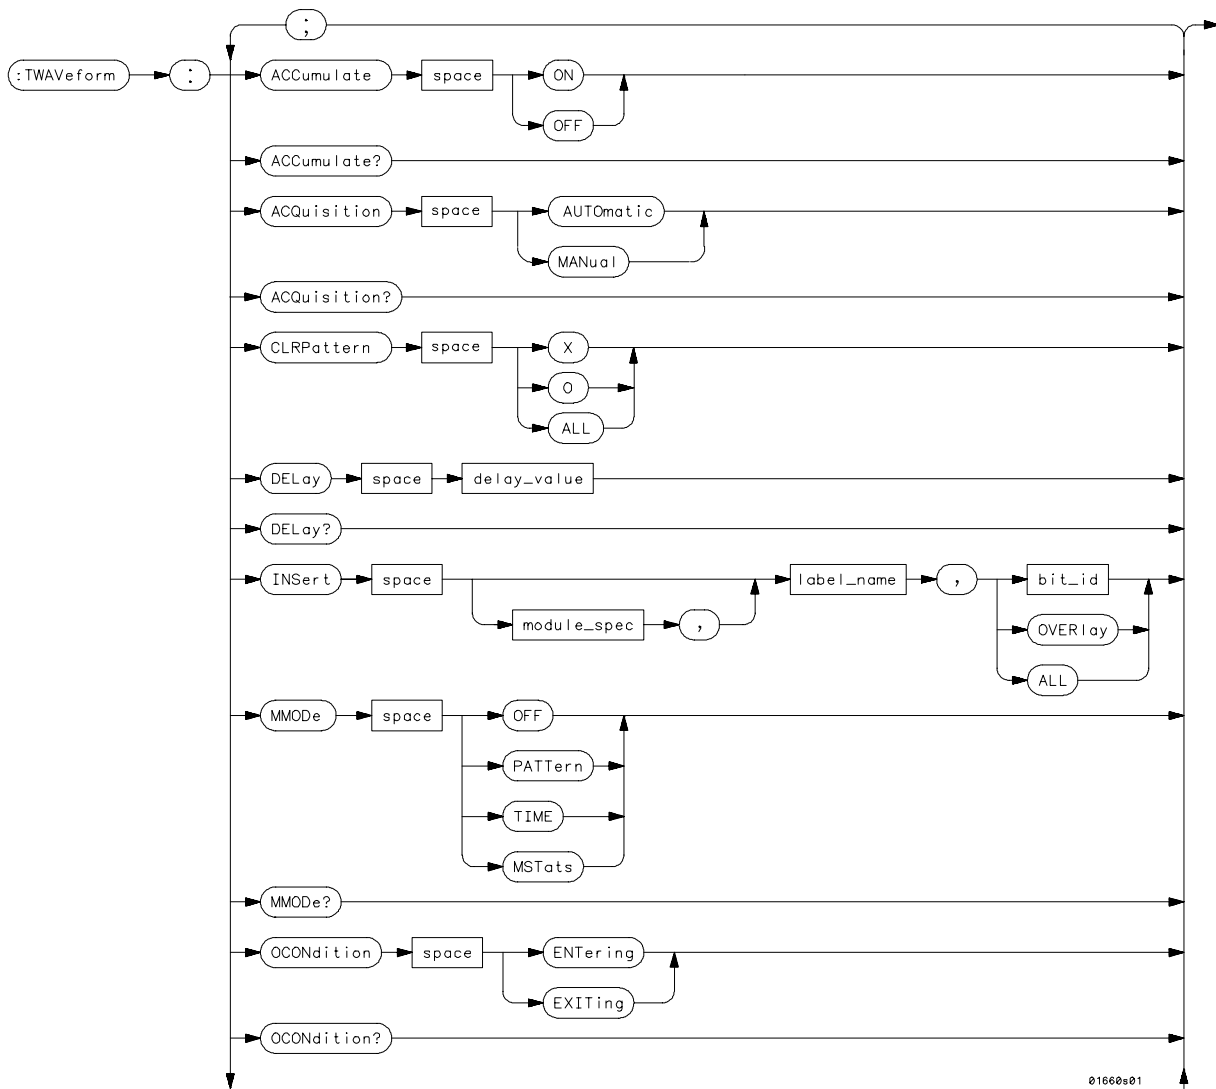 ;
:TWAVeform : ACCumulate space ON
OFF
ACCumulate?
ACQuisition space AUTOmatic
MANual
ACQuisition?
CLRPattern space X
O
ALL
DELay space delay_value
DELay?
INSert space label_name , bit_id
module_spec , OVERlay
ALL
MMODe space OFF
PATTern
TIME
MSTats
MMODe?
OCONdition space ENTering
EXITing
OCONdition?
01660s01